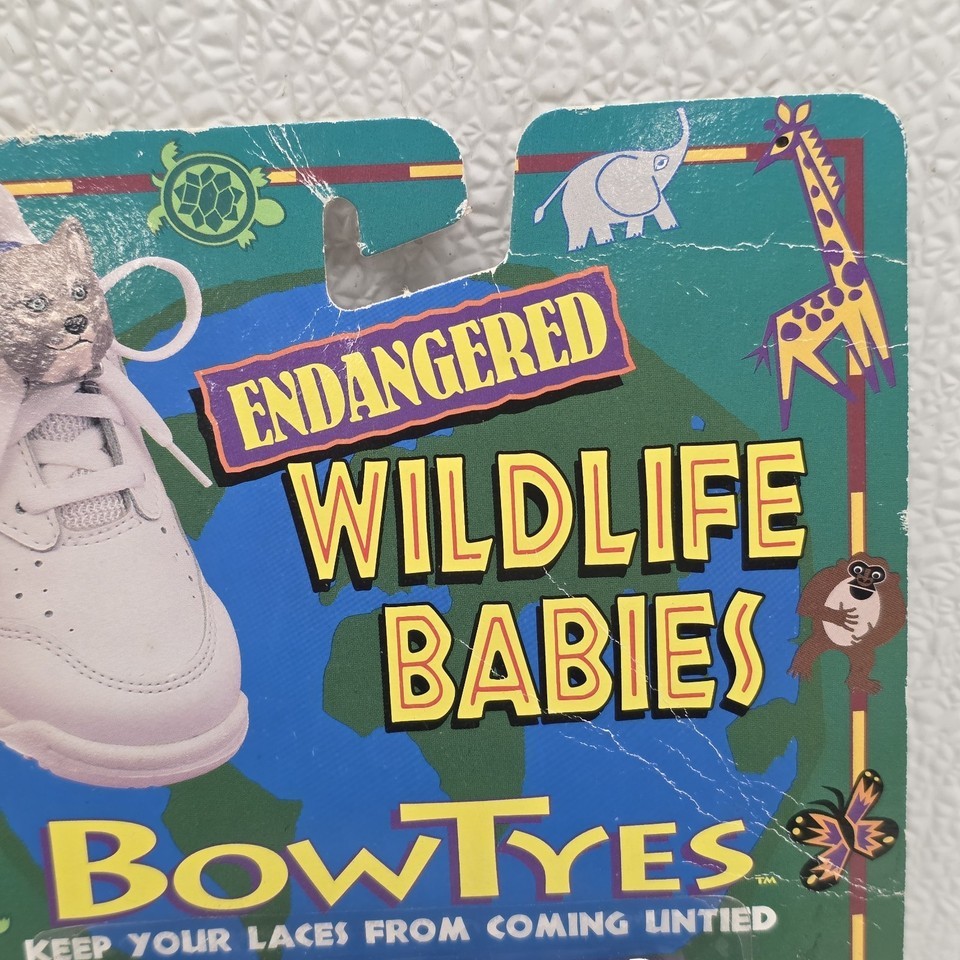 ENDANGERED
WILDLIFE
BABIES
BOWTYES™
KEEP YOUR LACES FROM COMING UNTIED